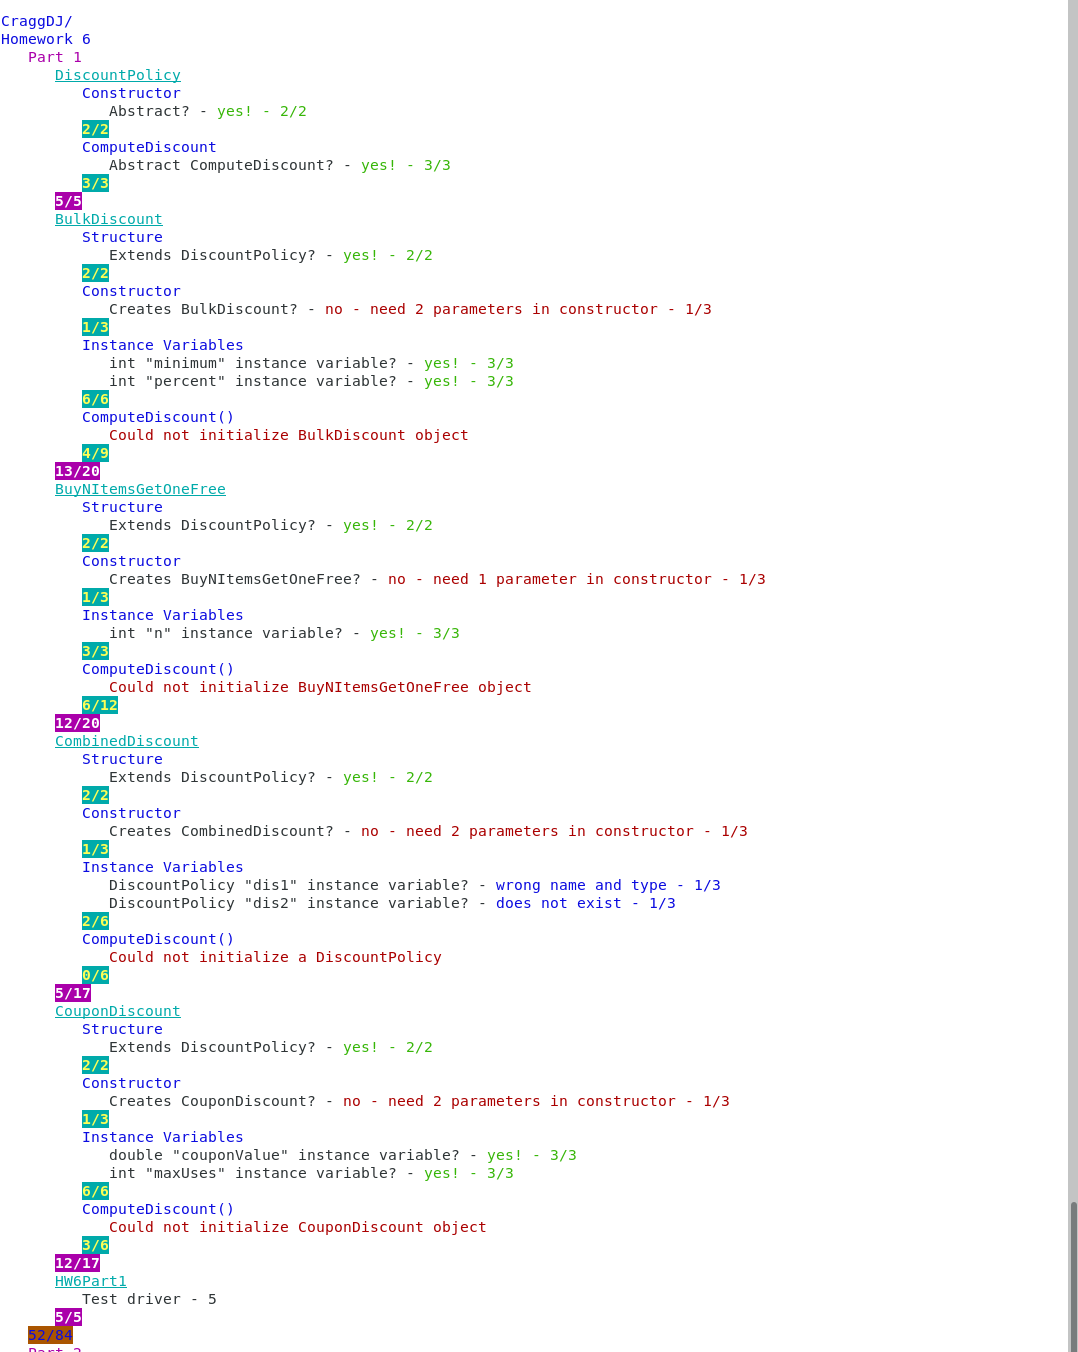 CraggDJ/
Homework 6
Part 1
DiscountPolicy
Constructor
Abstract? - yes! - 2/2
2/2
ComputeDiscount
Abstract ComputeDiscount? - yes! - 3/3
3/3
5/5
BulkDiscount
Structure
Extends DiscountPolicy? - yes! - 2/2
2/2
Constructor
Creates BulkDiscount? - no - need 2 parameters in constructor - 1/3
1/3
Instance Variables
int "minimum" instance variable? - yes! - 3/3
int "percent" instance variable? - yes! - 3/3
6/6
ComputeDiscount()
Could not initialize BulkDiscount object
4/9
13/20
BuyNItemsGetOneFree
Structure
Extends DiscountPolicy? - yes! - 2/2
2/2
Constructor
Creates BuyNItemsGetOneFree? - no - need 1 parameter in constructor - 1/3
1/3
Instance Variables
int "n" instance variable? - yes! - 3/3
3/3
ComputeDiscount()
Could not initialize BuyNItemsGetOneFree object
6/12
12/20
CombinedDiscount
Structure
Extends DiscountPolicy? - yes! - 2/2
2/2
Constructor
Creates CombinedDiscount? - no - need 2 parameters in constructor - 1/3
1/3
Instance Variables
DiscountPolicy "dis1" instance variable? - wrong name and type - 1/3
DiscountPolicy "dis2" instance variable? - does not exist - 1/3
2/6
ComputeDiscount()
Could not initialize a DiscountPolicy
0/6
5/17
CouponDiscount
Structure
Extends DiscountPolicy? - yes! - 2/2
2/2
Constructor
Creates CouponDiscount? - no - need 2 parameters in constructor - 1/3
1/3
Instance Variables
double "couponValue" instance variable? - yes! - 3/3
int "maxUses" instance variable? - yes! - 3/3
6/6
ComputeDiscount()
Could not initialize CouponDiscount object
3/6
12/17
HW6Part1
Test driver - 5
5/5
52/84
Part 2